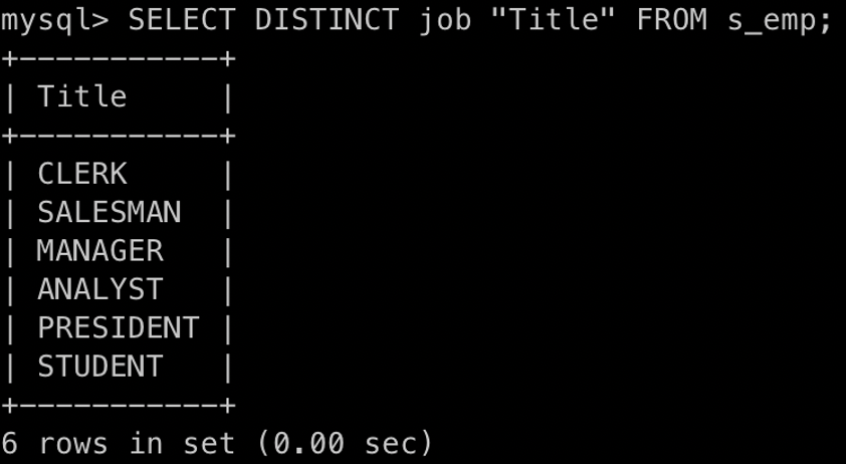 mysql> SELECT DISTINCT job "Title" FROM s_emp;
+-----------+
| Title     |
+-----------+
| CLERK     |
| SALESMAN  |
| MANAGER   |
| ANALYST   |
| PRESIDENT |
| STUDENT   |
+-----------+
6 rows in set (0.00 sec)